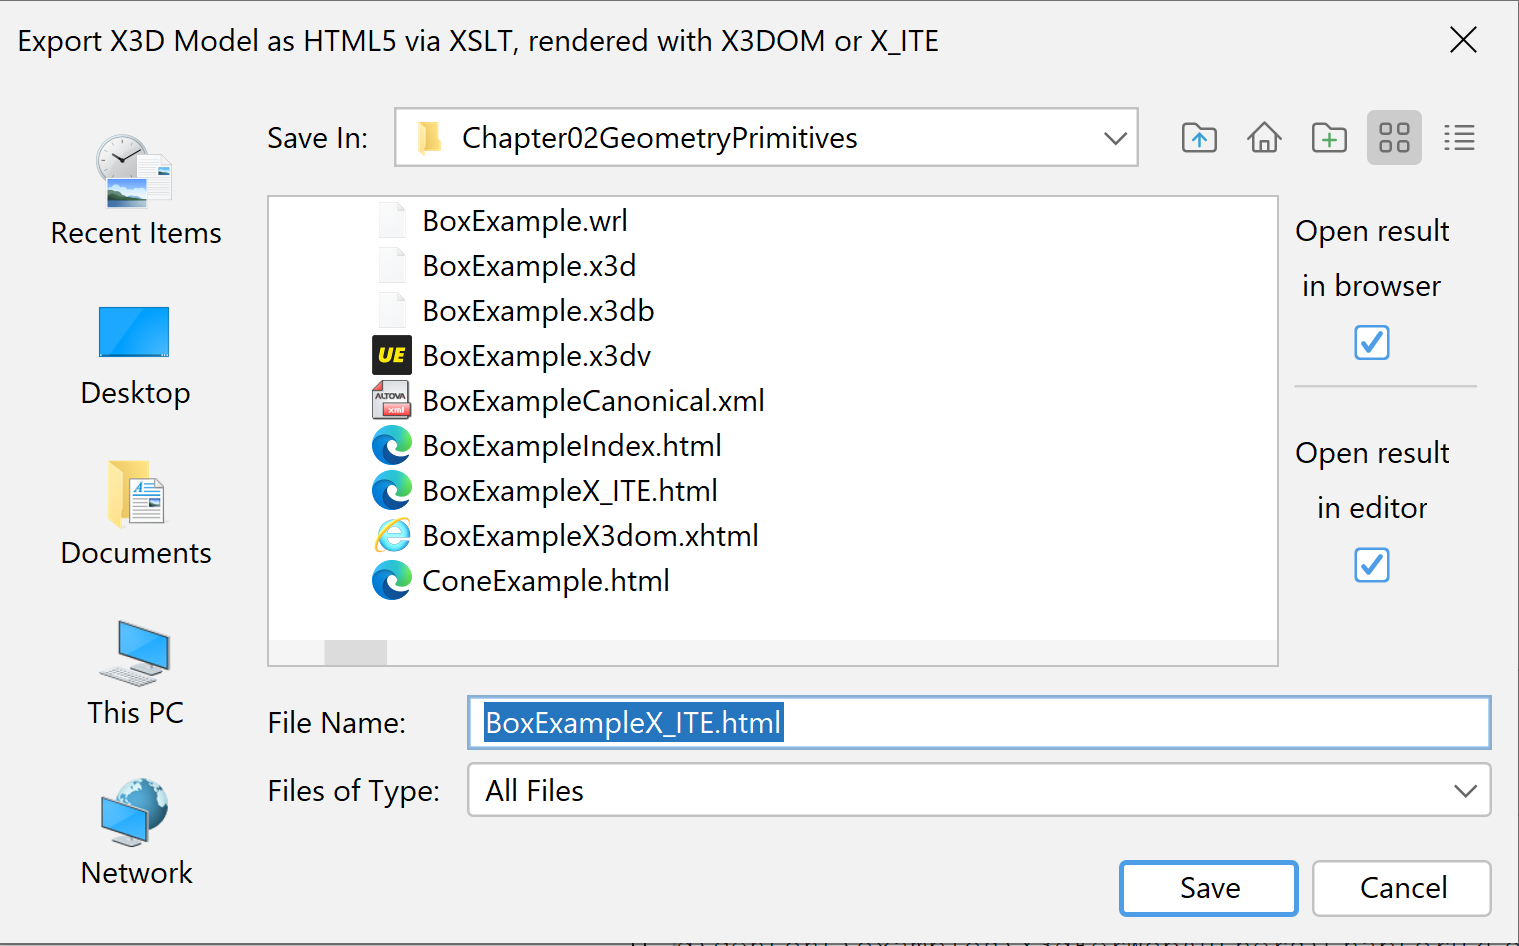 Export X3D Model as HTML5 via XSLT, rendered with X3DOM or X_ITE
Save In:
Chapter02GeometryPrimitives
Recent Items
Desktop
Documents
This PC
Network
BoxExample.wrl
BoxExample.x3d
BoxExample.x3db
UE BoxExample.x3dv
ALTOVA
xml
BoxExampleCanonical.xml
BoxExampleIndex.html
BoxExampleX_ITE.html
BoxExampleX3dom.xhtml
ConeExample.html
Open result
in browser
Open result
in editor
File Name:
BoxExampleX_ITE.html
Files of Type:
All Files
Save
Cancel